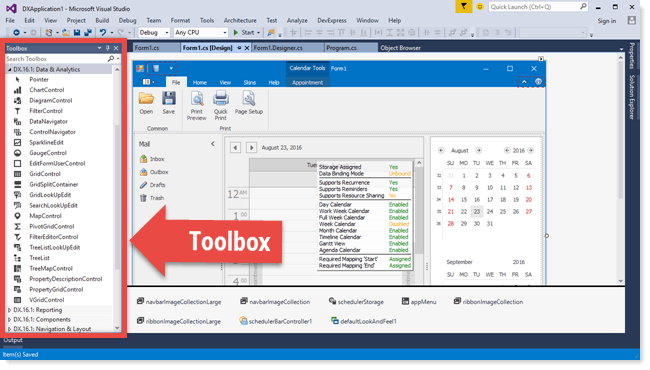 DXApplication1 - Microsoft Visual Studio
Quick Launch (Ctrl+Q)
File Edit View Project Build Debug Team Format Tools Architecture Test Analyze DevExpress Window Help
Sign in
Debug Any CPU Start
Toolbox
Form1.cs Form1.cs [Design] Form1.Designer.cs Program.cs Object Browser
Search Toolbox
DX.16.1: Data & Analytics
Pointer
ChartControl
DiagramControl
FilterControl
DataNavigator
ControlNavigator
SparklineEdit
GaugeControl
EditFormUserControl
GridControl
GridSplitContainer
GridLookUpEdit
SearchLookUpEdit
MapControl
PivotGridControl
FilterEditorControl
TreeListLookUpEdit
TreeList
TreeMapControl
PropertyDescriptionControl
PropertyGridControl
VGridControl
DX.16.1: Reporting
DX.16.1: Components
DX.16.1: Navigation & Layout
Calendar Tools Form1
File Home View Skins Help Appointment
Open Save Print Preview Quick Print Page Setup
Common Print
Mail
Inbox
Outbox
Drafts
Trash
August 23, 2016
Tue
12 AM
1 00
2 00
Storage Assigned Yes
Data Binding Mode UnBound
Supports Recurrence Yes
Supports Reminders Yes
Supports Resource Sharing No
Day Calendar Enabled
Work Week Calendar Enabled
Full Week Calendar Enabled
Week Calendar Disabled
Month Calendar Enabled
Timeline Calendar Enabled
Gantt View Enabled
Agenda Calendar Enabled
Required Mapping 'Start' Assigned
Required Mapping 'End' Assigned
August 2016
SU MO TU WE TH FR SA
32 31 1 2 3 4 5 6
33 7 8 9 10 11 12 13
34 14 15 16 17 18 19 20
35 21 22 23 24 25 26 27
36 28 29 30 31
September 2016
SU MO TU WE TH FR SA
Toolbox
navbarImageCollectionLarge navbarImageCollection schedulerStorage appMenu ribbonImageCollection
ribbonImageCollectionLarge schedulerBarController1 defaultLookAndFeel1
Properties
Solution Explorer
Output
Item(s) Saved